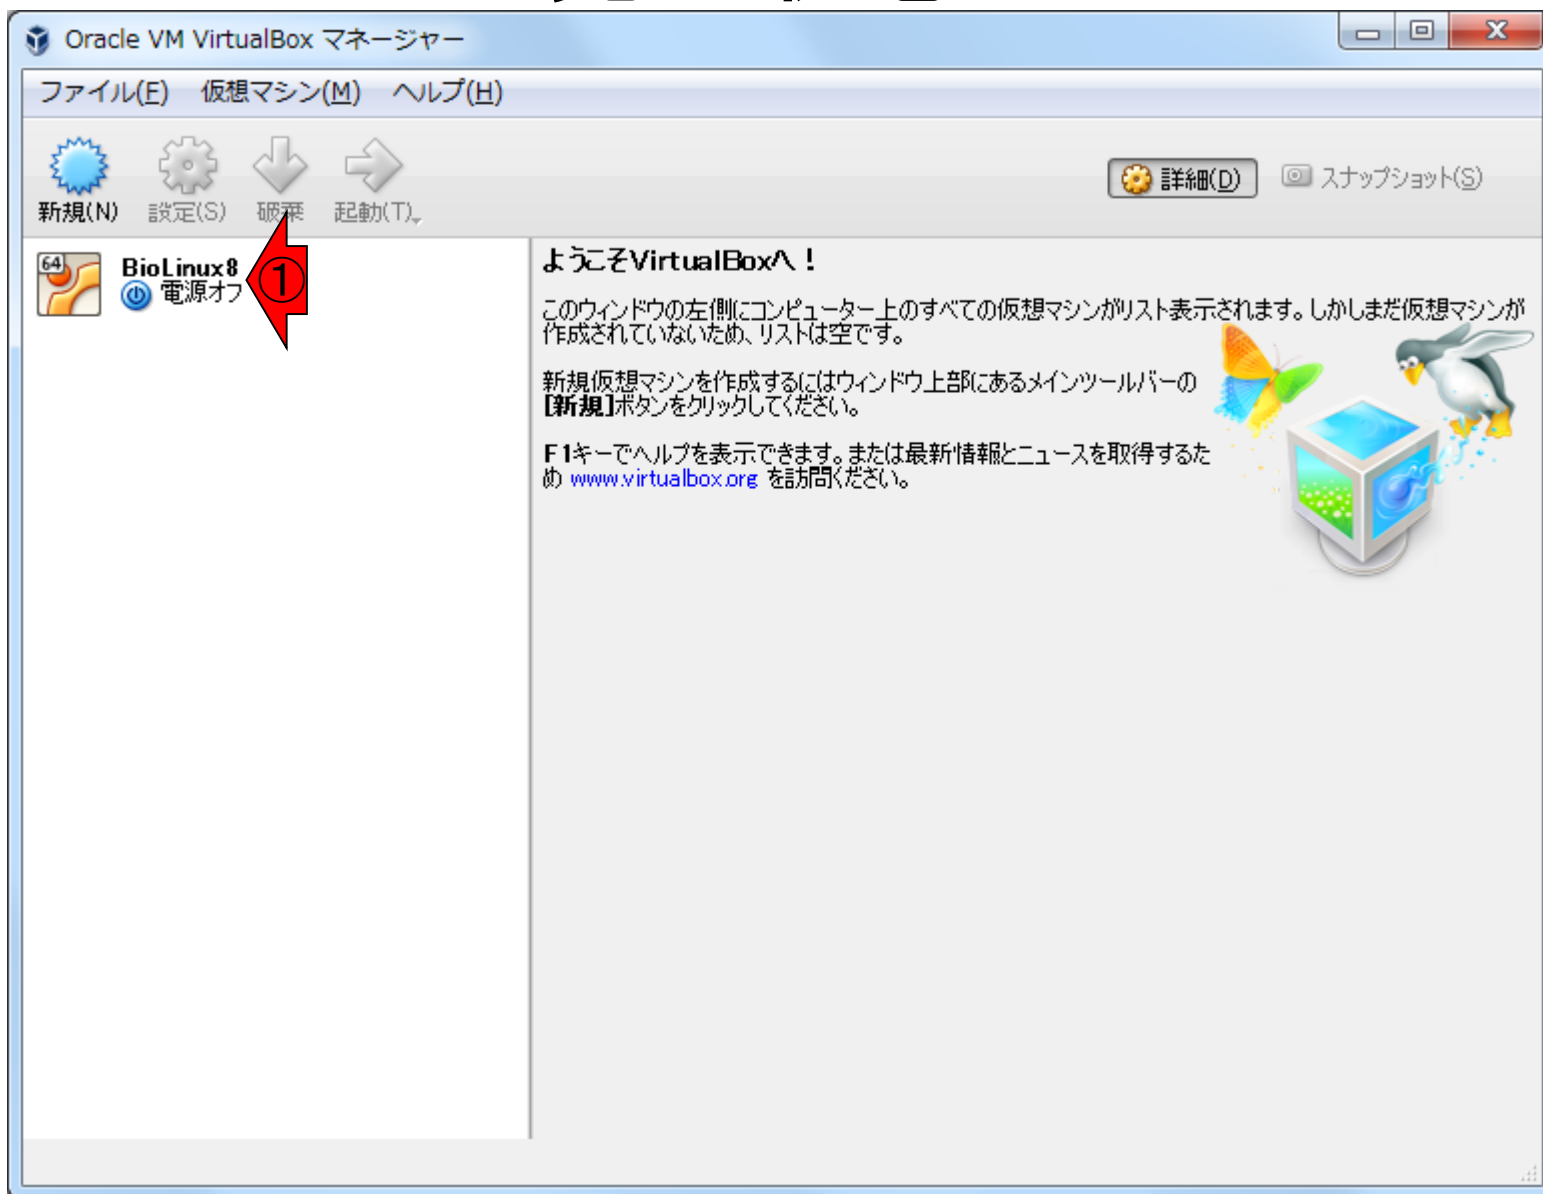 Oracle VM VirtualBox マネージャー
ファイル(F) 仮想マシン(M) ヘルプ(H)
新規(N) 設定(S) 破棄 起動(T) 詳細(D) スナップショット(S)
64
BioLinux8
電源オフ
①
ようこそVirtualBoxへ！
このウィンドウの左側にコンピューター上のすべての仮想マシンがリスト表示されます。しかしまだ仮想マシンが
作成されていないため、リストは空です。
新規仮想マシンを作成するにはウィンドウ上部にあるメインツールバーの
[新規]ボタンをクリックしてください。
F1キーでヘルプを表示できます。または最新情報とニュースを取得するた
め www.virtualbox.org を訪問ください。